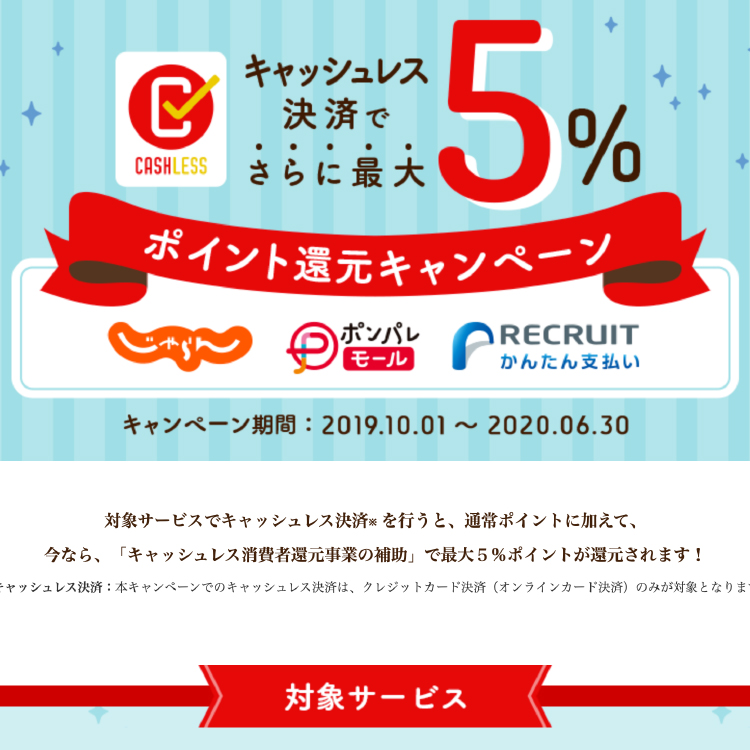 CASHLESS
キャッシュレス
決済で
さらに最大
5%
ポイント還元キャンペーン
じゃらん
ポンパレ
モール
RECRUIT
かんたん支払い
キャンペーン期間：2019.10.01～2020.06.30
対象サービスでキャッシュレス決済※ を行うと、通常ポイントに加えて、
今なら、「キャッシュレス消費者還元事業の補助」で最大５％ポイントが還元されます！
キャッシュレス決済：本キャンペーンでのキャッシュレス決済は、クレジットカード決済（オンラインカード決済）のみが対象となりま
対象サービス